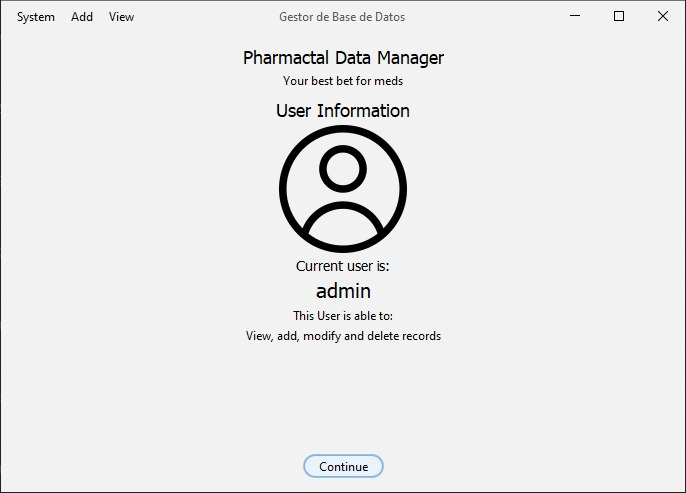 System Add View Gestor de Base de Datos
Pharmactal Data Manager
Your best bet for meds
User Information
Current user is:
admin
This User is able to:
View, add, modify and delete records
Continue